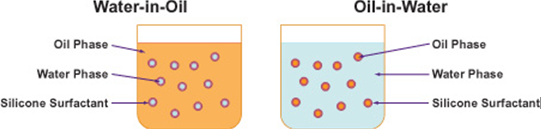 Water-in-Oil
Oil Phase
Water Phase
Silicone Surfactant
Oil-in-Water
Oil Phase
Water Phase
Silicone Surfactant